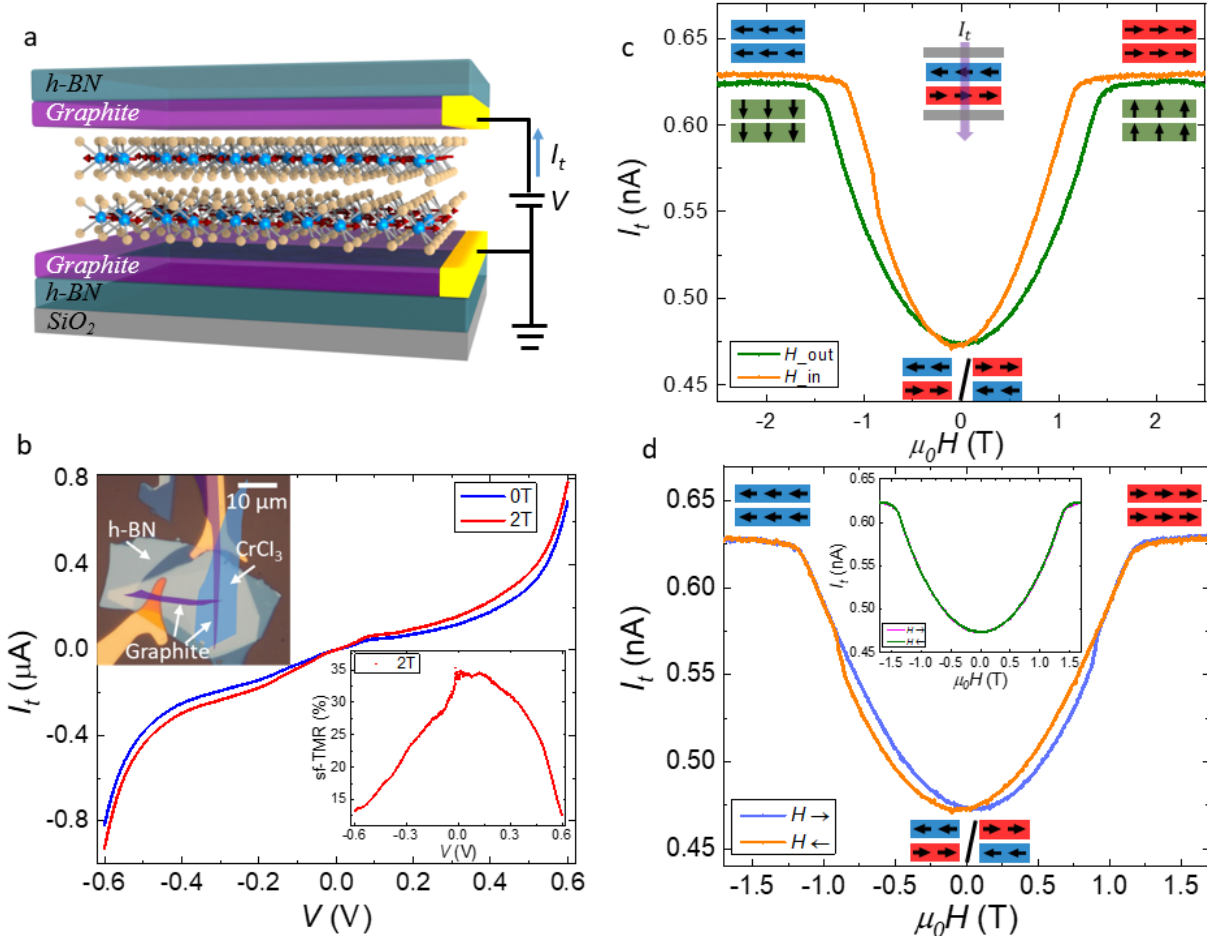 a
h-BN
Graphite
I_t
V
Graphite
h-BN
SiO₂
b
0.8
0.4
0.0
-0.4
-0.8
I_t (µA)
-0.6 -0.4 -0.2 0.0 0.2 0.4 0.6
V (V)
0T
2T
10 µm
h-BN
CrCl₃
Graphite
2T
35
30
25
20
15
sf-TMR (%)
-0.6 -0.3 0.0 0.3 0.6
V (V)
c
I_t
0.65
0.60
0.55
0.50
0.45
I_t (nA)
H_out
H_in
-2 -1 0 1 2
µ₀H (T)
d
0.65
0.60
0.55
0.50
0.45
I_t (nA)
0.65
0.60
0.55
0.50
0.45
I_t (nA)
H→
H←
-1.5 -1.0 -0.5 0.0 0.5 1.0 1.5
µ₀H (T)
H →
H ←
-1.5 -1.0 -0.5 0.0 0.5 1.0 1.5
µ₀H (T)